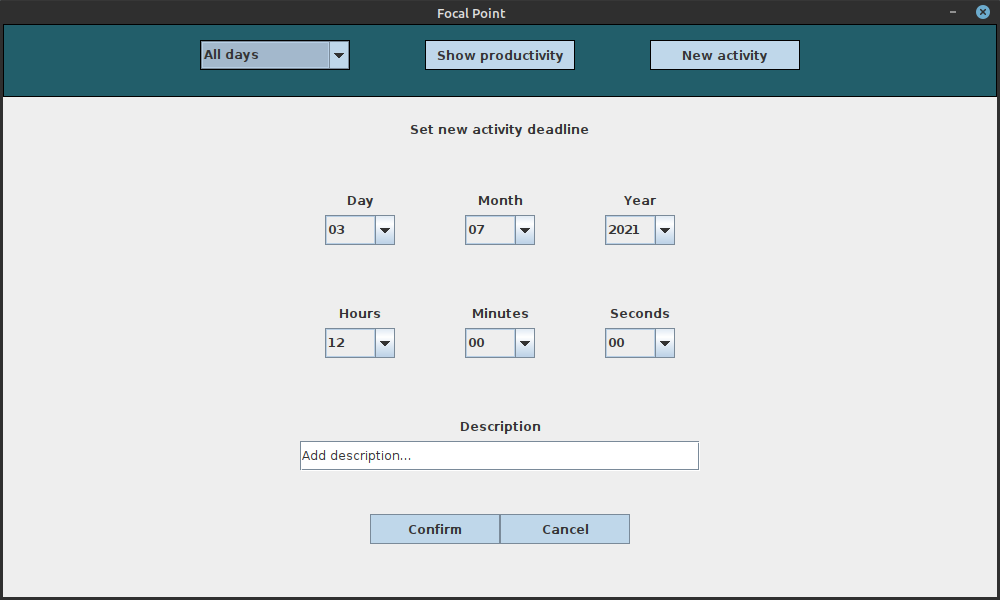 Focal Point
All days Show productivity New activity
Set new activity deadline
Day Month Year
03 07 2021
Hours Minutes Seconds
12 00 00
Description
Add description...
Confirm Cancel